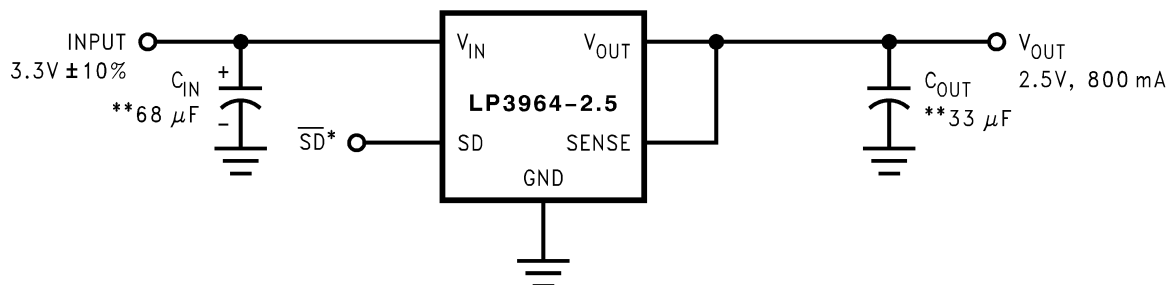 INPUT
3.3V ±10%
+
C_IN
**68 μF
−
V_IN
V_OUT
LP3964-2.5
S̅D̅*
SD
SENSE
GND
C_OUT
**33 μF
V_OUT
2.5V, 800 mA